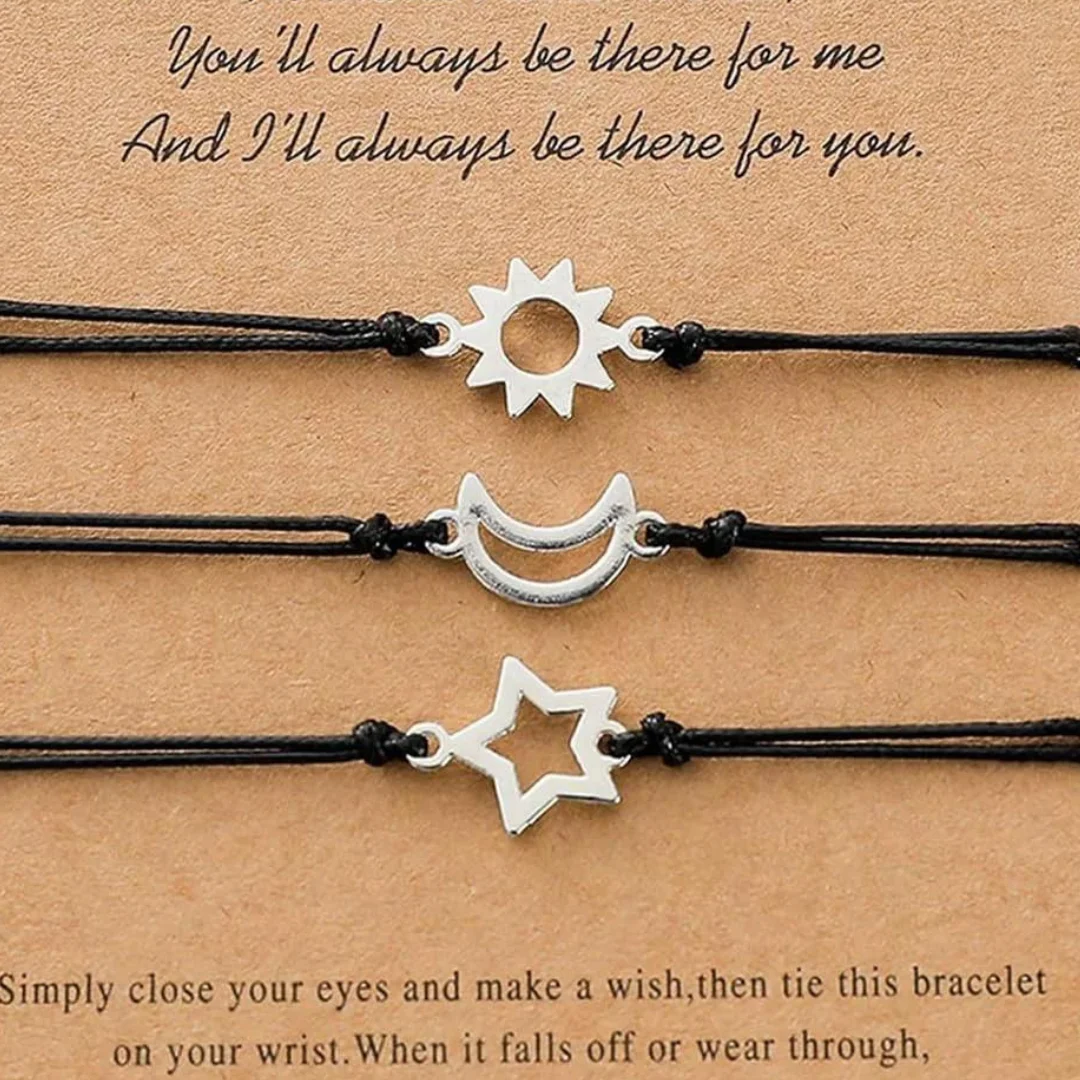 You'll always be there for me
And I'll always be there for you.
Simply close your eyes and make a wish,then tie this bracelet
on your wrist.When it falls off or wear through,